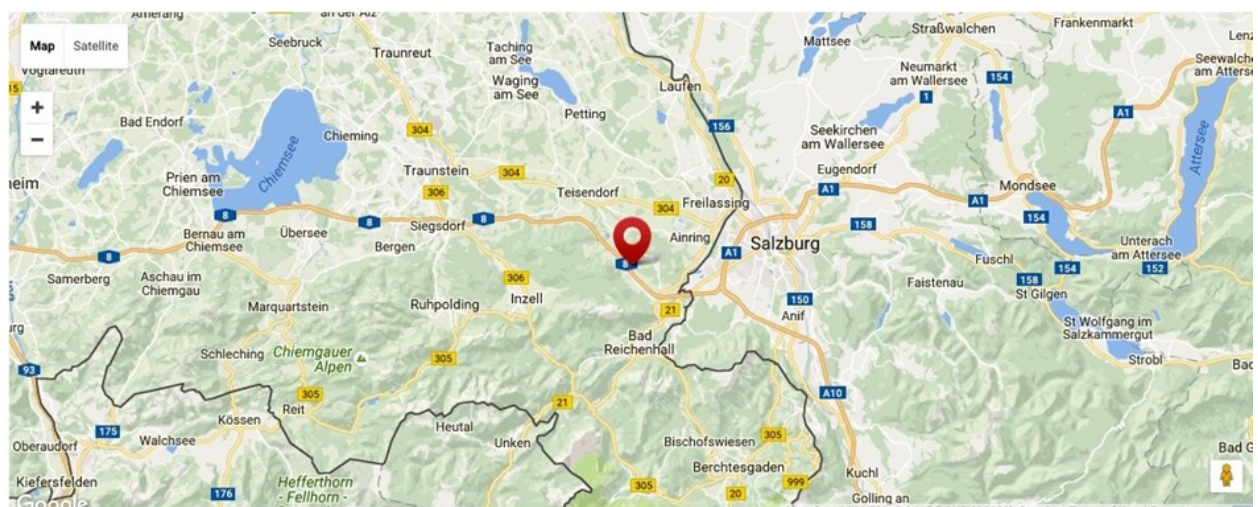 an der Alz
Frankenmarkt
Straßwalchen
Mattsee
Seebruck
Map
Satellite
Traunreut
Taching
am See
Vogtareuth
Neumarkt
am Wallersee
154
Seewalchen
am Atters
Waging
am See
Laufen
15
+
1
−
Petting
A1
Bad Endorf
Chieming
304
156
Seekirchen
am Wallersee
Attersee
Eugendorf
Traunstein
304
Chiemsee
Prien am
Chiemsee
306
Teisendorf
20
Mondsee
A1
Freilassing
A1
304
8
8
Siegsdorf
8
154
158
Bernau am
Chiemsee
Übersee
Bergen
Ainring
Salzburg
Unterach
am Attersee
A1
8
8
Fuschl
154
152
Samerberg
Aschau im
Chiemgau
306
158
Faistenau
St Gilgen
Marquartstein
Ruhpolding
Inzell
150
21
Anif
St Wolfgang im
Salzkammergut
Bad
Reichenhall
Schleching
Chiemgauer
Alpen
305
Strobl
93
305
A10
21
Reit
Kössen
Heutal
175
305
Oberaudorf
Walchsee
Unken
Bischofswiesen
Berchtesgaden
Kuchl
Kiefersfelden
Hefferthorn
- Fellhorn -
305
999
176
20
Golling an
Google